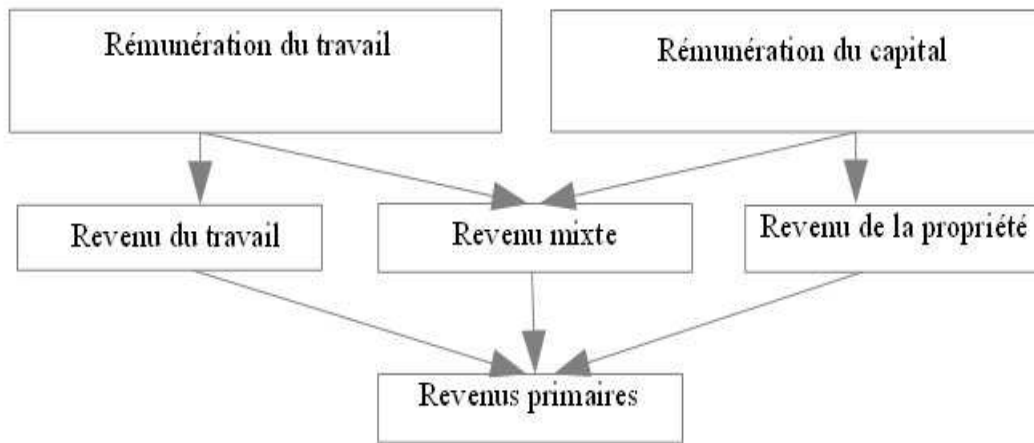 Rémunération du travail
Rémunération du capital
Revenu du travail
Revenu mixte
Revenu de la propriété
Revenus primaires